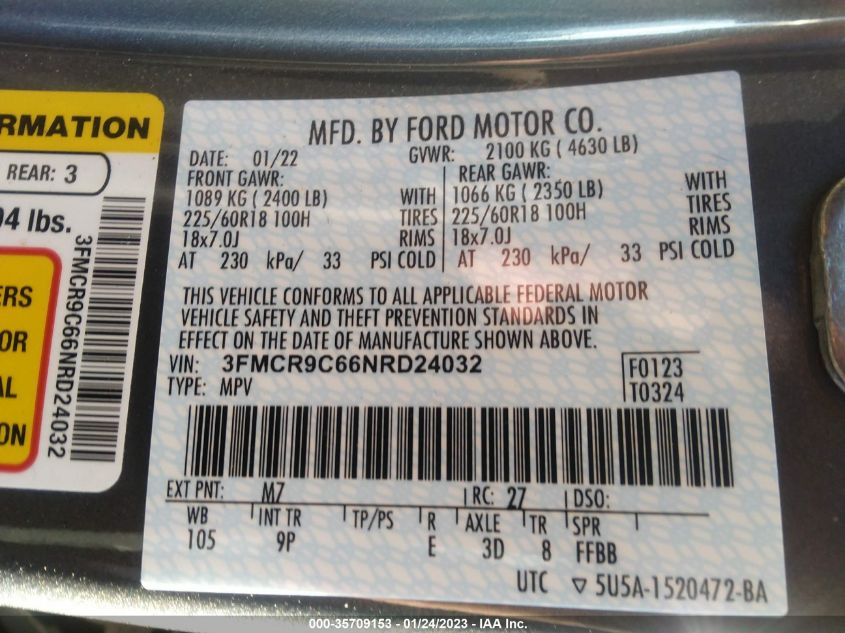 RMATION
REAR: 3
04 lbs.
3FMCR9C66NRD24032
ERS
OR
AL
ON
MFD. BY FORD MOTOR CO.
DATE: 01/22 GVWR: 2100 KG ( 4630 LB)
FRONT GAWR: REAR GAWR:
1089 KG ( 2400 LB) WITH 1066 KG ( 2350 LB) WITH
225/60R18 100H TIRES 225/60R18 100H TIRES
18x7.0J RIMS 18x7.0J RIMS
AT 230 kPa/ 33 PSI COLD AT 230 kPa/ 33 PSI COLD
THIS VEHICLE CONFORMS TO ALL APPLICABLE FEDERAL MOTOR
VEHICLE SAFETY AND THEFT PREVENTION STANDARDS IN
EFFECT ON THE DATE OF MANUFACTURE SHOWN ABOVE.
VIN: 3FMCR9C66NRD24032 F0123
TYPE: MPV T0324
EXT PNT: M7 RC: 27 DSO:
WB INT TR TP/PS R AXLE TR SPR
105 9P E 3D 8 FFBB
UTC ▽ 5U5A-1520472-BA
000-35709153 - 01/24/2023 - IAA Inc.